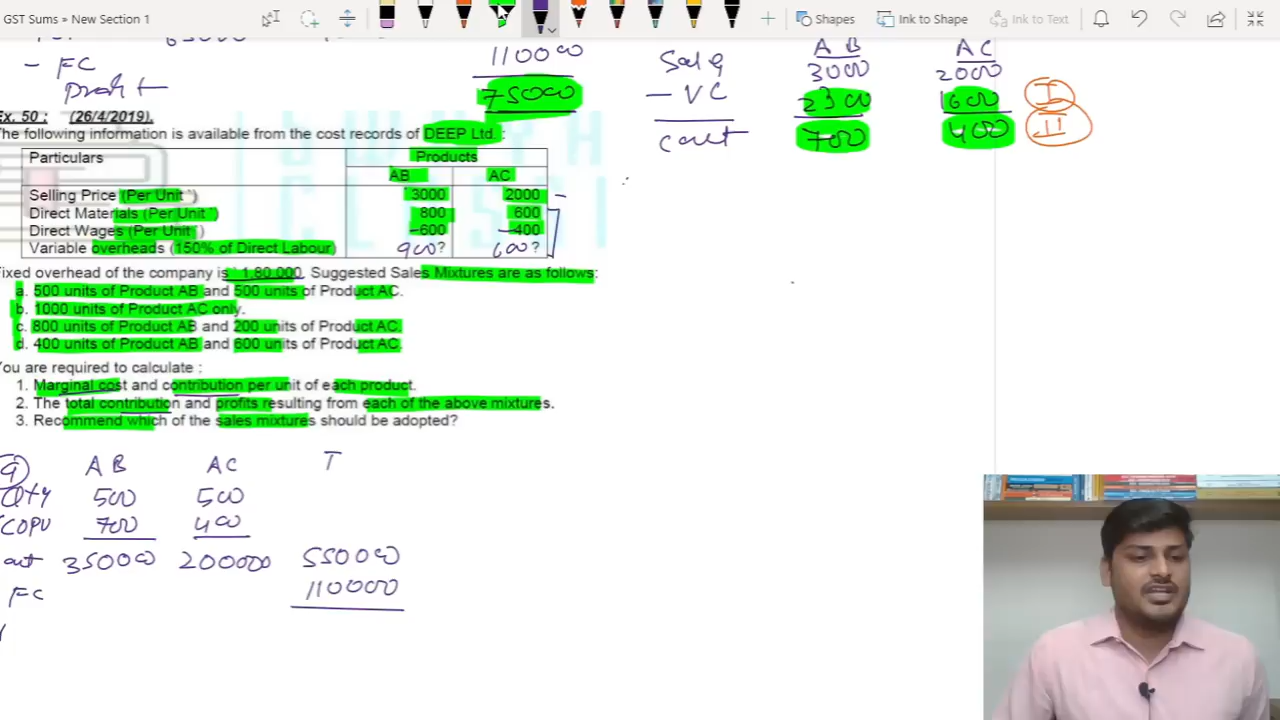 GST Sums » New Section 1
Shapes
Ink to Shape
Ink to Text
- FC
Profit
110000
75000
A B
A C
Sales 3000 2000
- VC 2300 1600 I
cont 700 400 II
Ex. 50 : (26/4/2019).
The following information is available from the cost records of DEEP Ltd. :
Particulars Products
AB AC
Selling Price (Per Unit `) 3000 2000
Direct Materials (Per Unit `) 800 600
Direct Wages (Per Unit `) 600 400
Variable overheads (150% of Direct Labour) 900? 600?
Fixed overhead of the company is ` 1,80,000. Suggested Sales Mixtures are as follows:
a. 500 units of Product AB and 500 units of Product AC.
b. 1000 units of Product AC only.
c. 800 units of Product AB and 200 units of Product AC.
d. 400 units of Product AB and 600 units of Product AC.
You are required to calculate :
1. Marginal cost and contribution per unit of each product.
2. The total contribution and profits resulting from each of the above mixtures.
3. Recommend which of the sales mixtures should be adopted?
a) A B AC T
Qty 500 500
COPU 700 400
350000 200000 550000
FC 110000